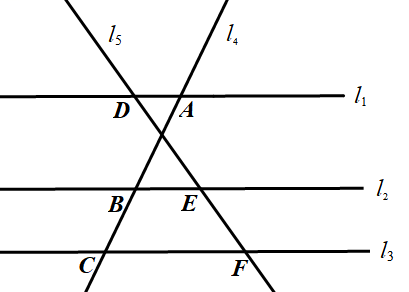 l₅ l₄
D A l₁
B E l₂
C F l₃